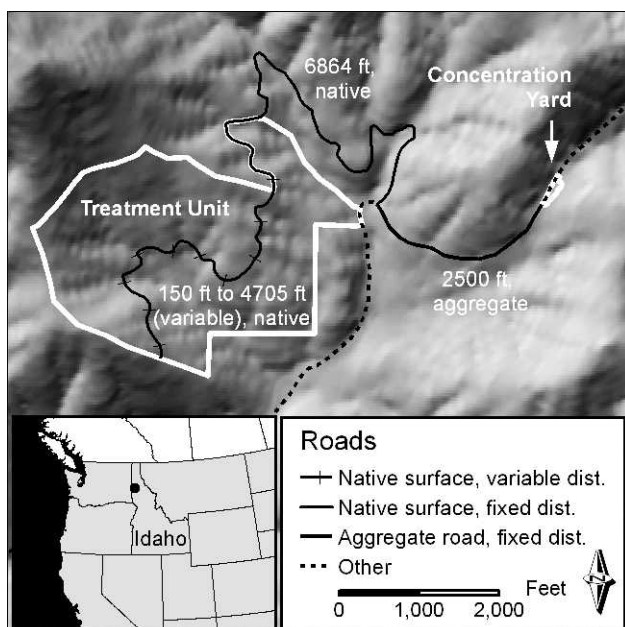 6864 ft,
native
Concentration
Yard
Treatment Unit
150 ft to 4705 ft
(variable), native
2500 ft,
aggregate
Idaho
Roads
Native surface, variable dist.
Native surface, fixed dist.
Aggregate road, fixed dist.
Other
Feet
0 1,000 2,000
N